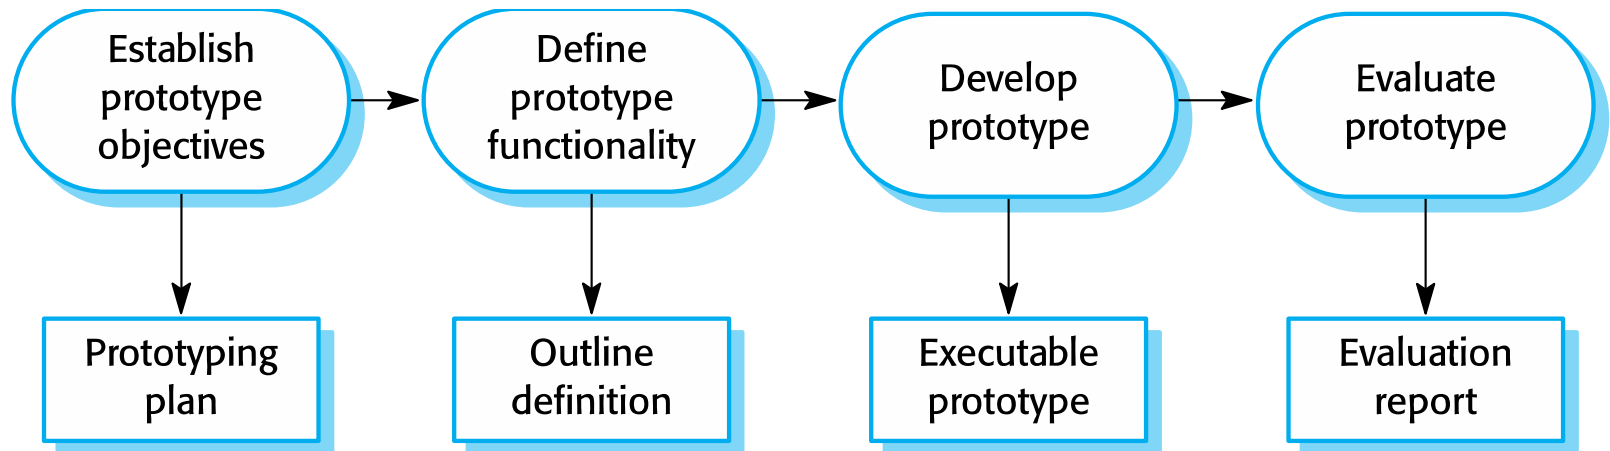 Establish
prototype
objectives
Define
prototype
functionality
Develop
prototype
Evaluate
prototype
Prototyping
plan
Outline
definition
Executable
prototype
Evaluation
report